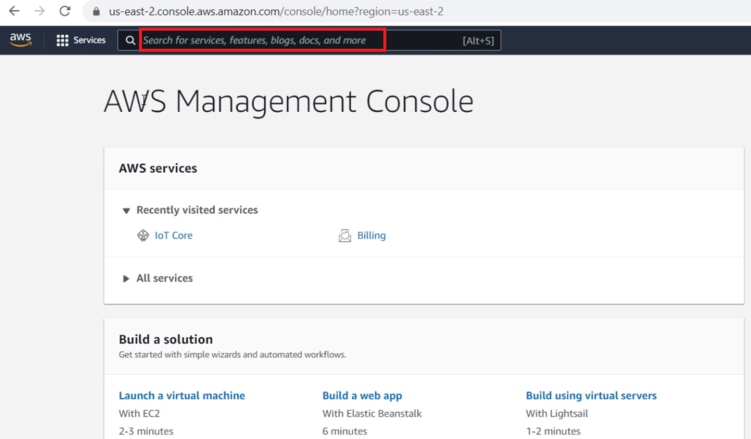 us-east-2.console.aws.amazon.com/console/home?region=us-east-2
aws Services Search for services, features, blogs, docs, and more [Alt+S]
AWS Management Console
AWS services
Recently visited services
IoT Core Billing
All services
Build a solution
Get started with simple wizards and automated workflows.
Launch a virtual machine Build a web app Build using virtual servers
With EC2 With Elastic Beanstalk With Lightsail
2-3 minutes 6 minutes 1-2 minutes